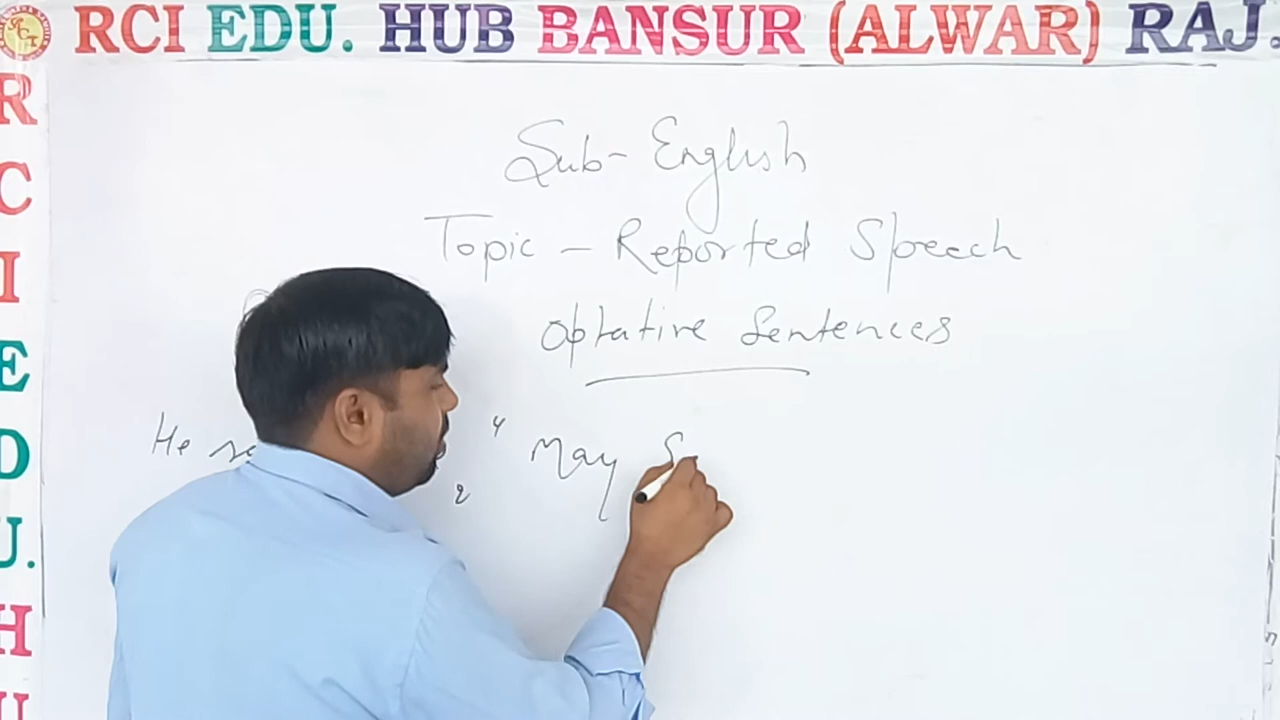 RCI EDU. HUB BANSUR (ALWAR) RAJ.
R
C
I
E
D
U.
H
U
Sub- English
Topic - Reported Speech
Optative Sentences
He " May